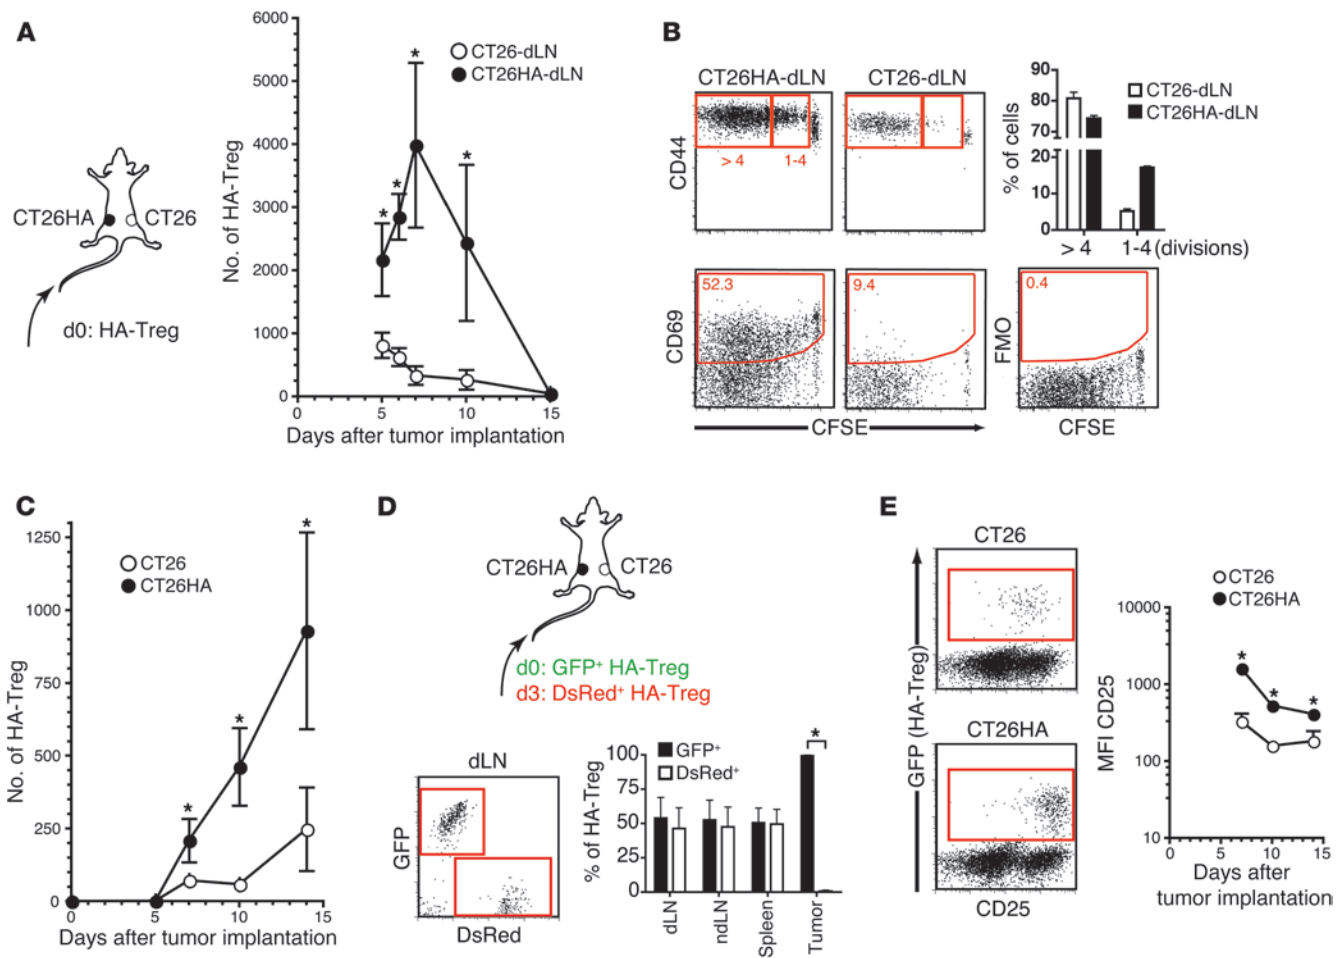 A
No. of HA-Treg
6000
5000
4000
3000
2000
1000
0
0
5
10
15
Days after tumor implantation
CT26-dLN
CT26HA-dLN
*
*
*
*
CT26HA
CT26
d0: HA-Treg
B
CT26HA-dLN
CT26-dLN
CD44
> 4
1-4
% of cells
90
80
70
20
10
0
> 4
1-4 (divisions)
CT26-dLN
CT26HA-dLN
CD69
52.3
9.4
FMO
0.4
CFSE
CFSE
C
No. of HA-Treg
1250
1000
750
500
250
0
0
5
10
15
Days after tumor implantation
CT26
CT26HA
*
*
*
D
CT26HA
CT26
d0: GFP+ HA-Treg
d3: DsRed+ HA-Treg
dLN
GFP
DsRed
% of HA-Treg
100
75
50
25
0
GFP+
DsRed+
*
dLN
ndLN
Spleen
Tumor
E
CT26
CT26HA
GFP (HA-Treg)
CD25
CT26
CT26HA
MFI CD25
10000
1000
100
10
*
*
*
0
5
10
15
Days after
tumor implantation